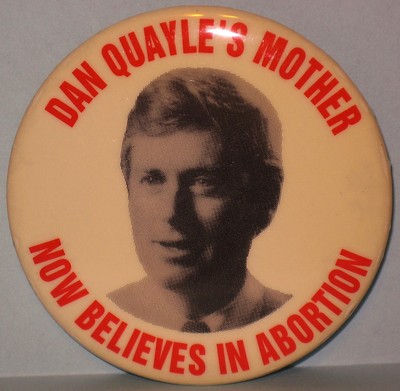 DAN QUAYLE'S MOTHER
NOW BELIEVES IN ABORTION